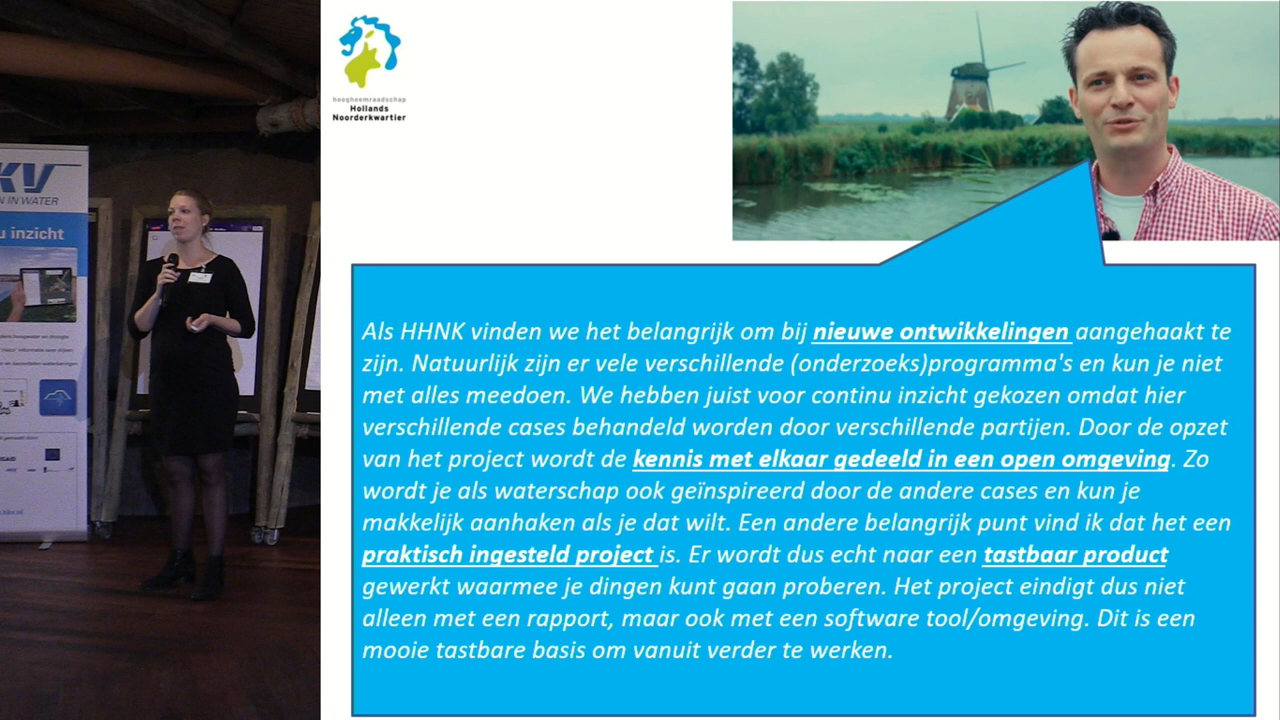 KV
N IN WATER
u inzicht
hoogheemraadschap
Hollands
Noorderkwartier
Als HHNK vinden we het belangrijk om bij nieuwe ontwikkelingen aangehaakt te
zijn. Natuurlijk zijn er vele verschillende (onderzoeks)programma's en kun je niet
met alles meedoen. We hebben juist voor continu inzicht gekozen omdat hier
verschillende cases behandeld worden door verschillende partijen. Door de opzet
van het project wordt de kennis met elkaar gedeeld in een open omgeving. Zo
wordt je als waterschap ook geïnspireerd door de andere cases en kun je
makkelijk aanhaken als je dat wilt. Een andere belangrijk punt vind ik dat het een
praktisch ingesteld project is. Er wordt dus echt naar een tastbaar product
gewerkt waarmee je dingen kunt gaan proberen. Het project eindigt dus niet
alleen met een rapport, maar ook met een software tool/omgeving. Dit is een
mooie tastbare basis om vanuit verder te werken.